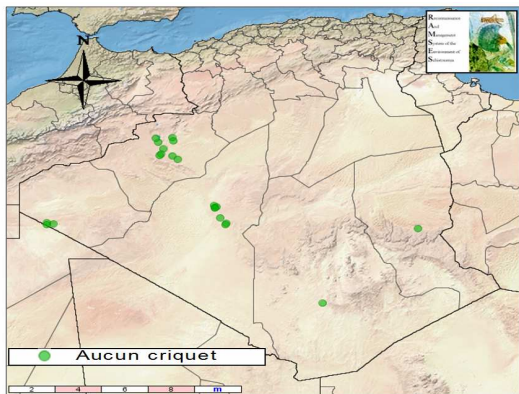 N
Reconnaissance
And
Management
System of the
Environment of
Schistocerca
Aucun criquet
2 4 6 8 m